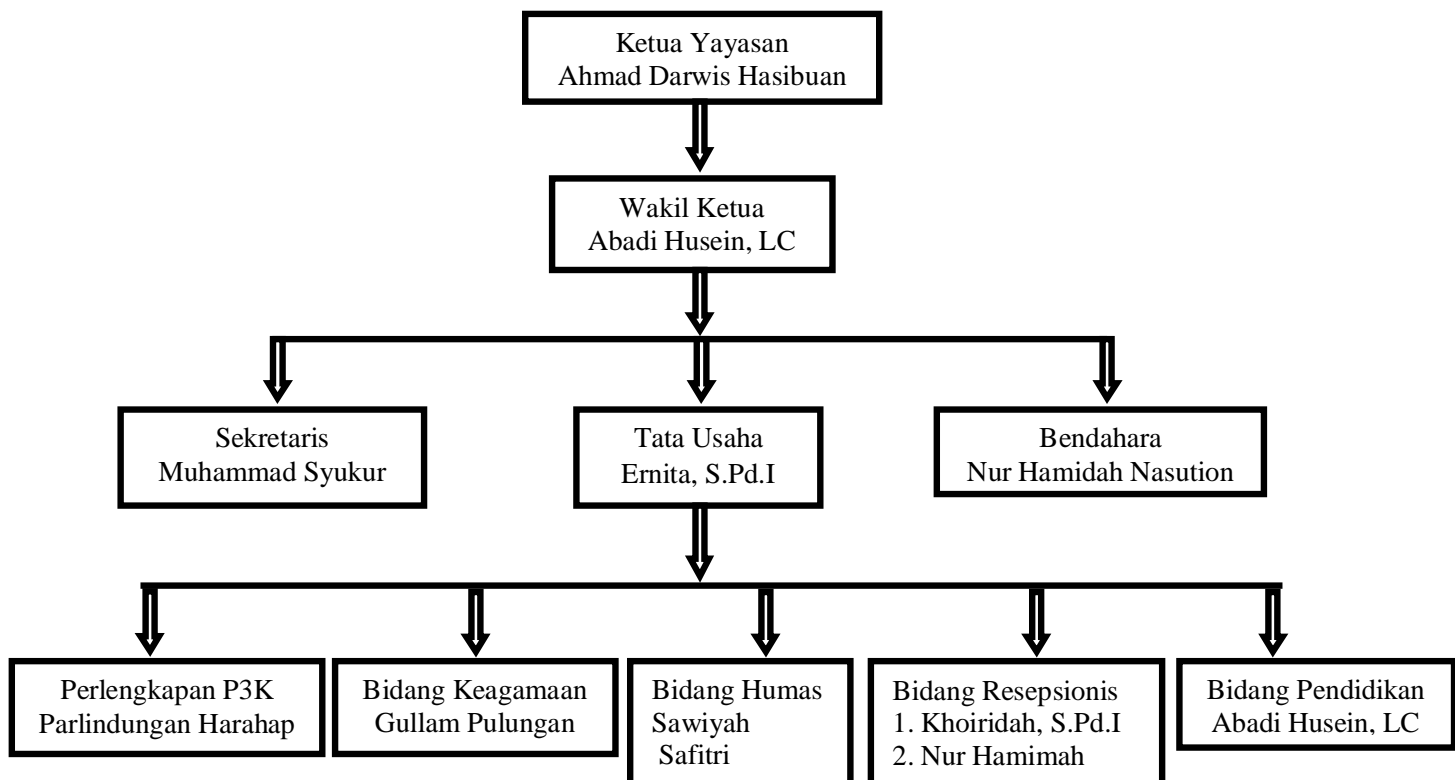 Ketua Yayasan
Ahmad Darwis Hasibuan
Wakil Ketua
Abadi Husein, LC
Sekretaris
Muhammad Syukur
Tata Usaha
Ernita, S.Pd.I
Bendahara
Nur Hamidah Nasution
Perlengkapan P3K
Parlindungan Harahap
Bidang Keagamaan
Gullam Pulungan
Bidang Humas
Sawiyah
Safitri
Bidang Resepsionis
1. Khoiridah, S.Pd.I
2. Nur Hamimah
Bidang Pendidikan
Abadi Husein, LC